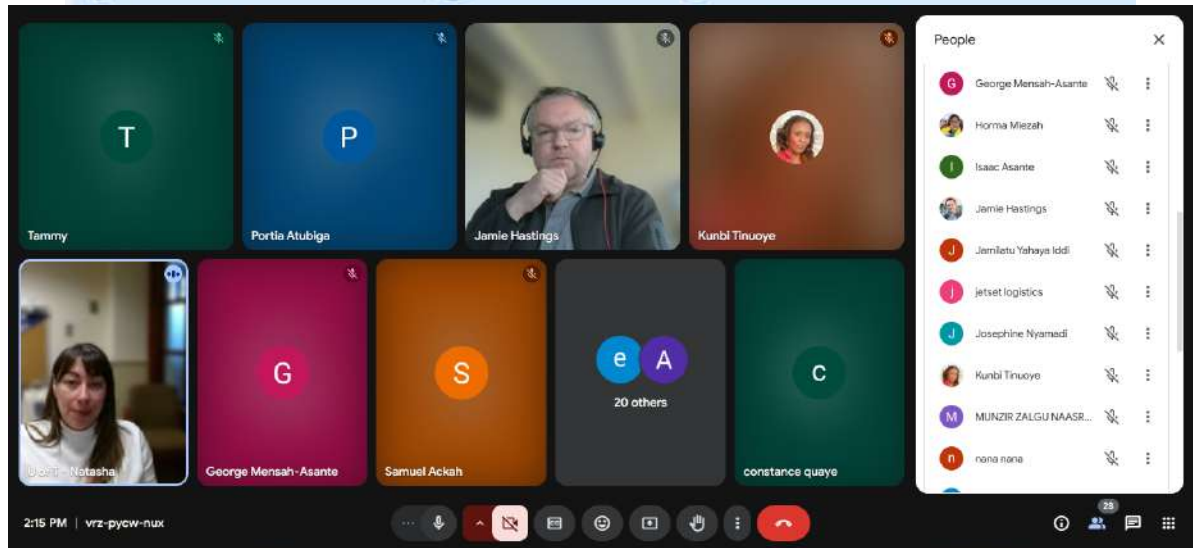 T
Tammy
P
Portia Atubiga
Jamie Hastings
Kunbi Tinuoye
Natasha
G
George Mensah-Asante
S
Samuel Ackah
e A
20 others
c
constance quaye
People
G George Mensah-Asante
Horma Miezah
I Isaac Asante
Jamie Hastings
J Jamilatu Yahaya Iddi
j jetset logistics
J Josephine Nyamadi
Kunbi Tinuoye
M MUNZIR ZALGU NAASR...
n nana nana
2:15 PM | vrz-pycw-nux
28